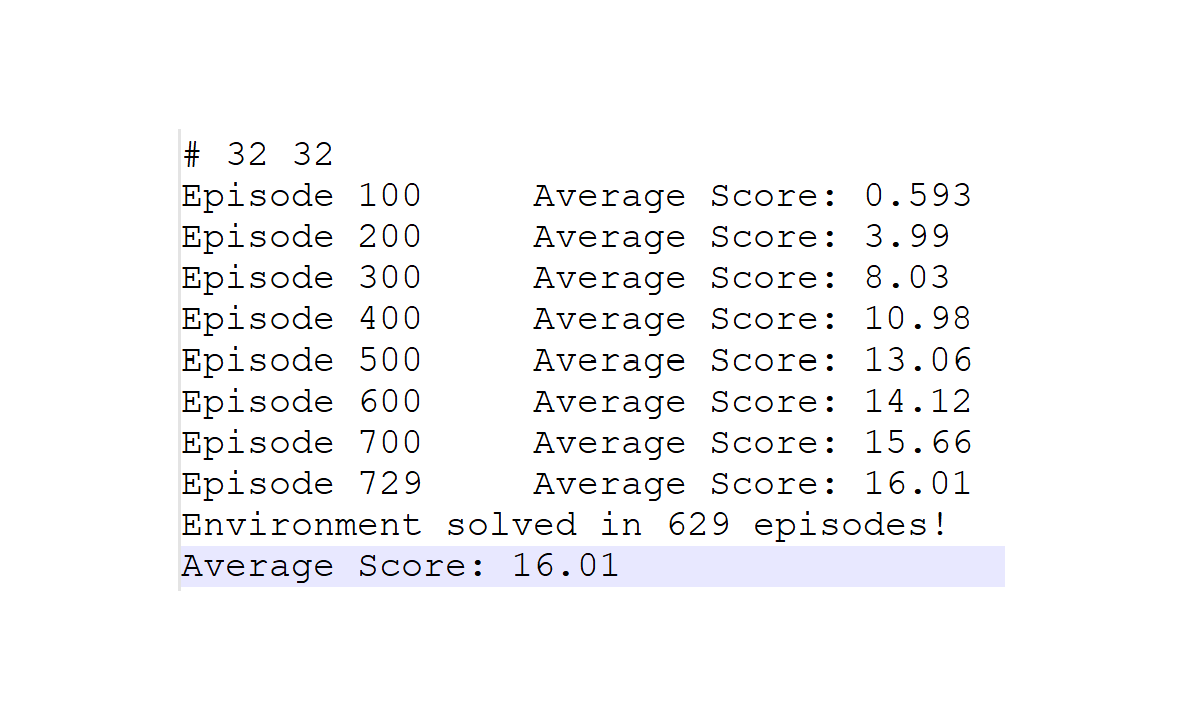 # 32 32
Episode 100     Average Score: 0.593
Episode 200     Average Score: 3.99
Episode 300     Average Score: 8.03
Episode 400     Average Score: 10.98
Episode 500     Average Score: 13.06
Episode 600     Average Score: 14.12
Episode 700     Average Score: 15.66
Episode 729     Average Score: 16.01
Environment solved in 629 episodes!
Average Score: 16.01